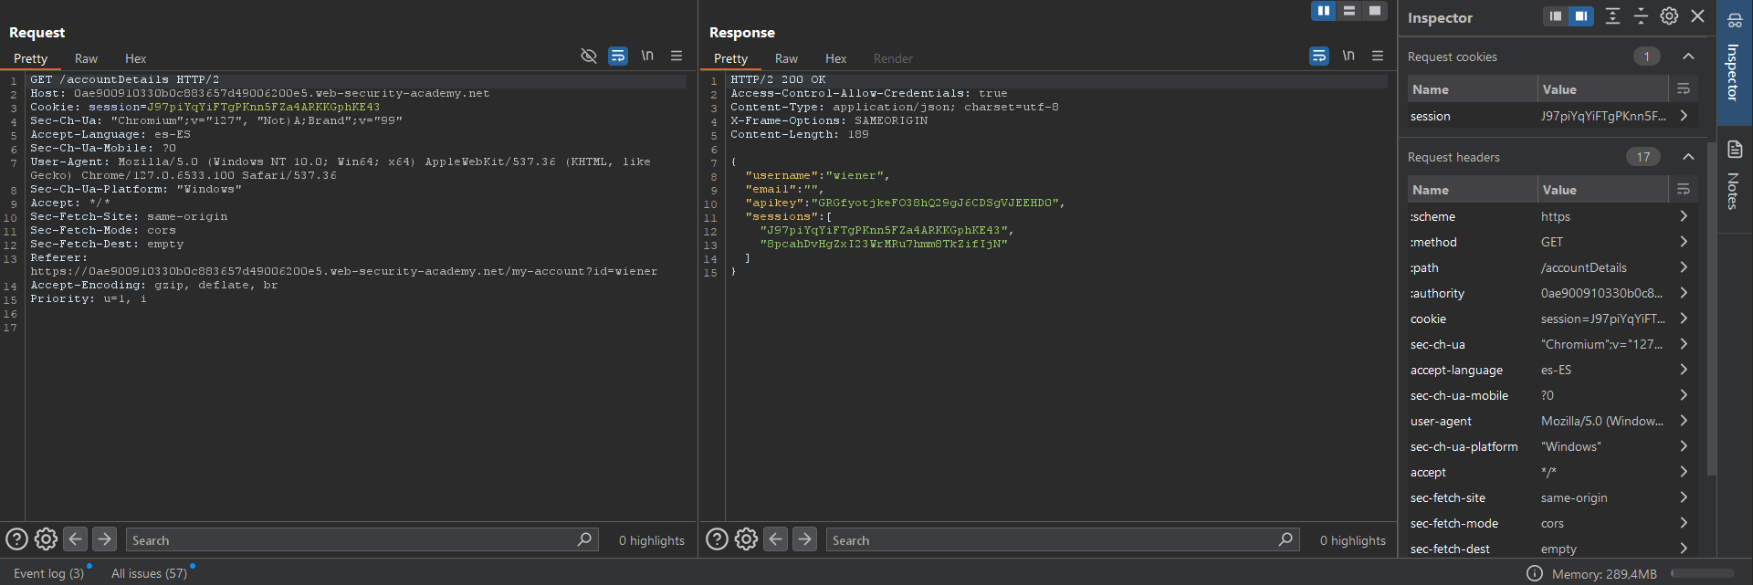 Request
Pretty Raw Hex
\n
1 GET /accountDetails HTTP/2
2 Host: 0ae900910330b0c883657d49006200e5.web-security-academy.net
3 Cookie: session=J97piYqYiFTgPKnn5FZa4ARKKGphKE43
4 Sec-Ch-Ua: "Chromium";v="127", "Not)A;Brand";v="99"
5 Accept-Language: es-ES
6 Sec-Ch-Ua-Mobile: ?0
7 User-Agent: Mozilla/5.0 (Windows NT 10.0; Win64; x64) AppleWebKit/537.36 (KHTML, like
Gecko) Chrome/127.0.6533.100 Safari/537.36
8 Sec-Ch-Ua-Platform: "Windows"
9 Accept: */*
10 Sec-Fetch-Site: same-origin
11 Sec-Fetch-Mode: cors
12 Sec-Fetch-Dest: empty
13 Referer:
https://0ae900910330b0c883657d49006200e5.web-security-academy.net/my-account?id=wiener
14 Accept-Encoding: gzip, deflate, br
15 Priority: u=1, i
16
17
Search
0 highlights
Response
Pretty Raw Hex Render
\n
1 HTTP/2 200 OK
2 Access-Control-Allow-Credentials: true
3 Content-Type: application/json; charset=utf-8
4 X-Frame-Options: SAMEORIGIN
5 Content-Length: 189
6
7 {
8 "username":"wiener",
9 "email":"",
10 "apikey":"GRGfyotjkeFO38hQ29gJ6CDSgVJEEHD0",
11 "sessions":[
12 "J97piYqYiFTgPKnn5FZa4ARKKGphKE43",
13 "8pcahDvHgZxI23WrMRu7hmm8TkZifIjN"
14 ]
15 }
Search
0 highlights
Inspector
Request cookies 1
Name Value
session J97piYqYiFTgPKnn5F...
Request headers 17
Name Value
:scheme https
:method GET
:path /accountDetails
:authority 0ae900910330b0c8...
cookie session=J97piYqYiFT...
sec-ch-ua "Chromium";v="127...
accept-language es-ES
sec-ch-ua-mobile ?0
user-agent Mozilla/5.0 (Window...
sec-ch-ua-platform "Windows"
accept */*
sec-fetch-site same-origin
sec-fetch-mode cors
sec-fetch-dest empty
Inspector
Notes
Event log (3) All issues (57)
Memory: 289,4MB